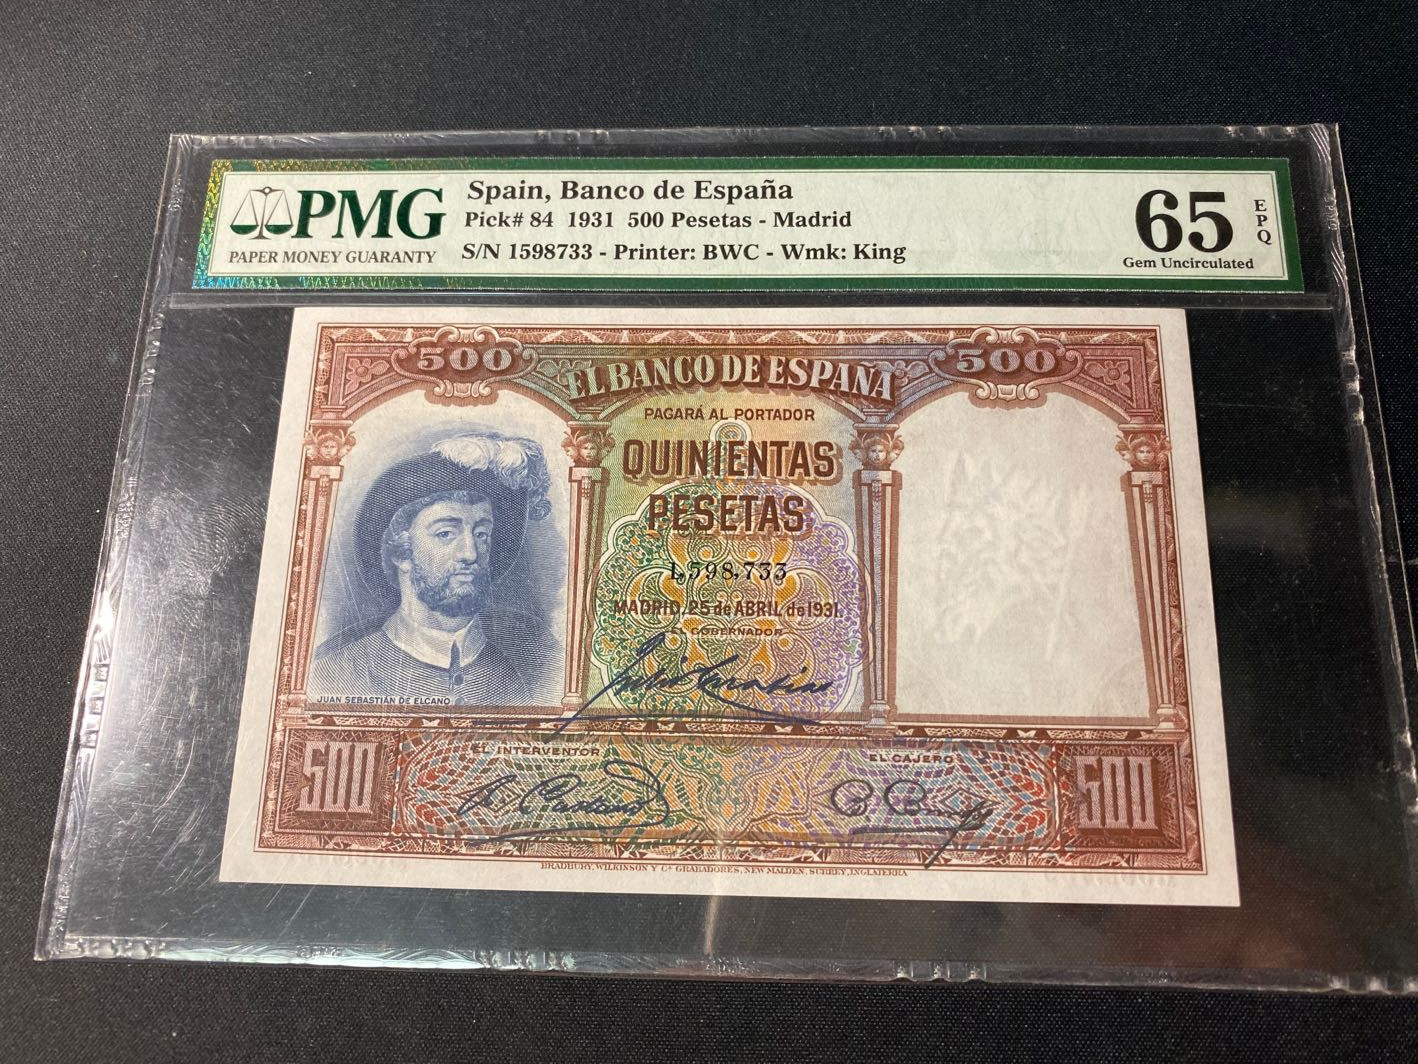 PMG
PAPER MONEY GUARANTY
Spain, Banco de España
Pick# 84 1931 500 Pesetas - Madrid
S/N 1598733 - Printer: BWC - Wmk: King
65
EPQ
Gem Uncirculated
500
500
EL BANCO DE ESPAÑA
PAGARÁ AL PORTADOR
QUINIENTAS
PESETAS
1,598,733
MADRID, 25 de ABRIL de 1931.
EL GOBERNADOR
JUAN SEBASTIÁN DE ELCANO
EL INTERVENTOR
EL CAJERO
500
500
BRADBURY, WILKINSON Y Cª GRABADORES, NEW MALDEN, SURREY, INGLATERRA